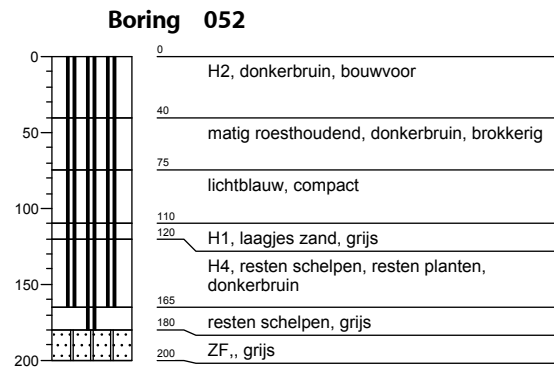 Boring 052
0
0
H2, donkerbruin, bouwvoor
40
matig roesthoudend, donkerbruin, brokkerig
50
75
lichtblauw, compact
100
110
120
H1, laagjes zand, grijs
H4, resten schelpen, resten planten,
donkerbruin
150
165
resten schelpen, grijs
180
ZF,, grijs
200
200